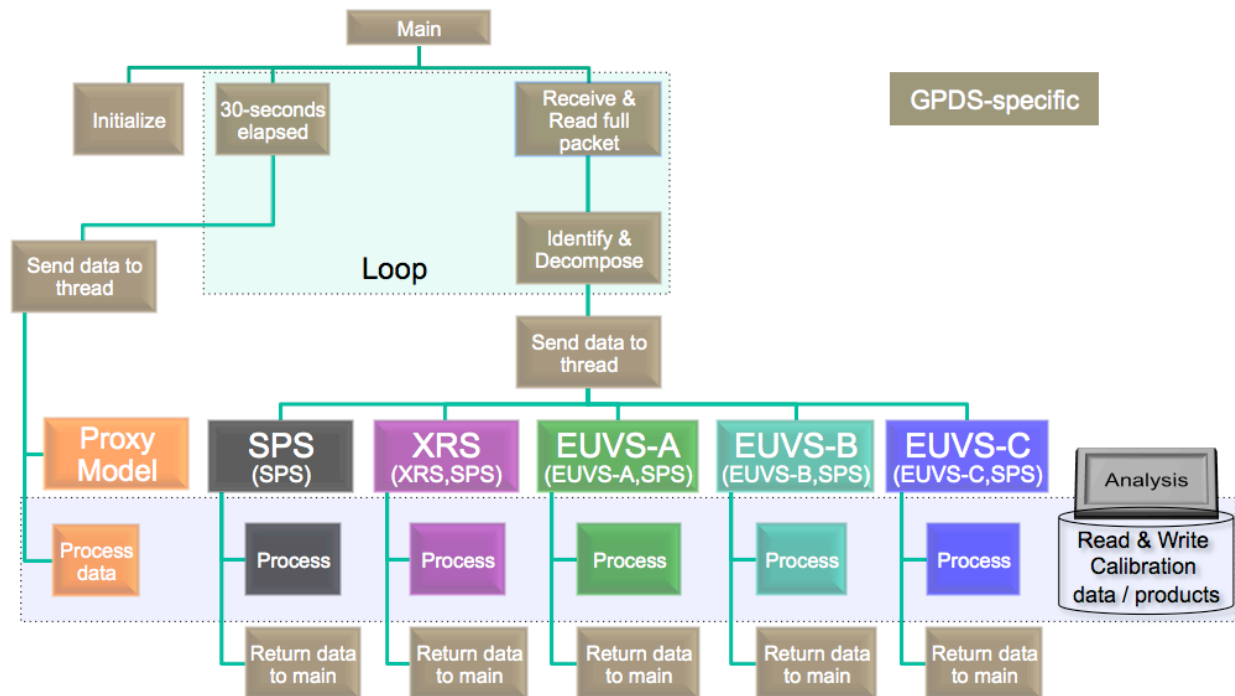 Main
Initialize
30-seconds
elapsed
Receive &
Read full
packet
GPDS-specific
Identify &
Decompose
Loop
Send data to
thread
Send data to
thread
Proxy
Model
SPS
(SPS)
XRS
(XRS,SPS)
EUVS-A
(EUVS-A,SPS)
EUVS-B
(EUVS-B,SPS)
EUVS-C
(EUVS-C,SPS)
Analysis
Process
data
Process
Process
Process
Process
Process
Read & Write
Calibration
data / products
Return data
to main
Return data
to main
Return data
to main
Return data
to main
Return data
to main